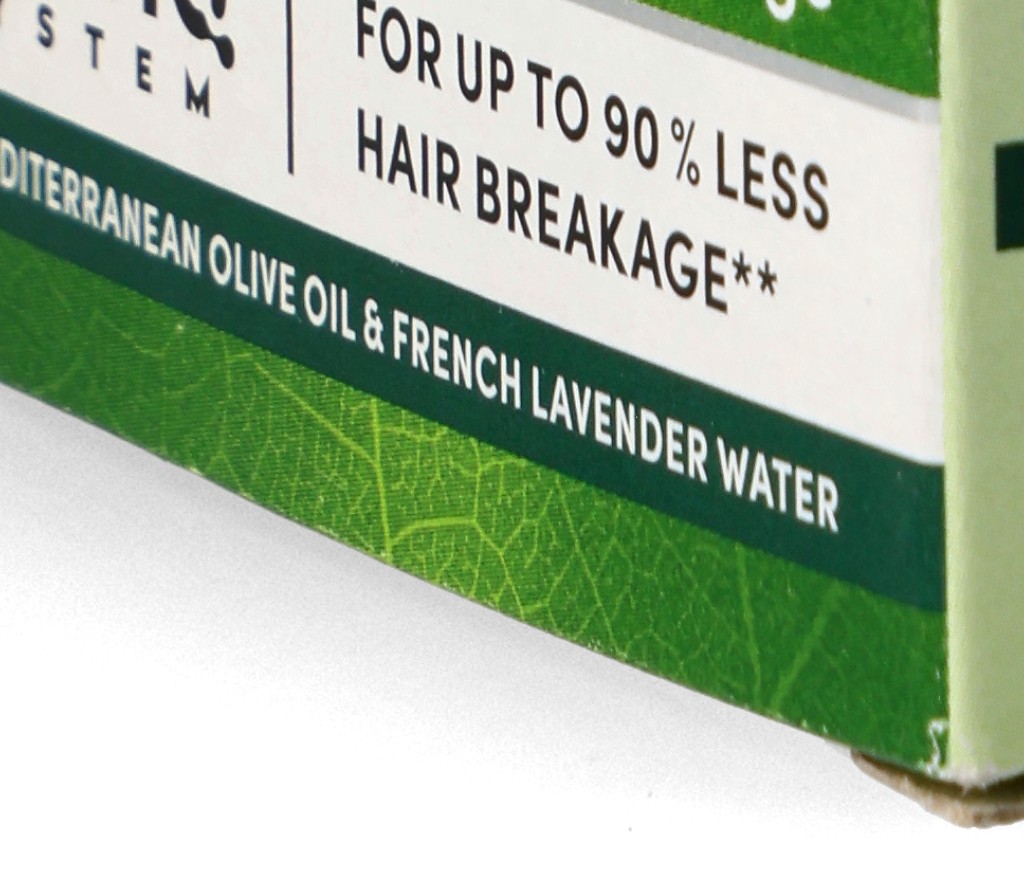 STEM
FOR UP TO 90% LESS
HAIR BREAKAGE**
DITERRANEAN OLIVE OIL & FRENCH LAVENDER WATER